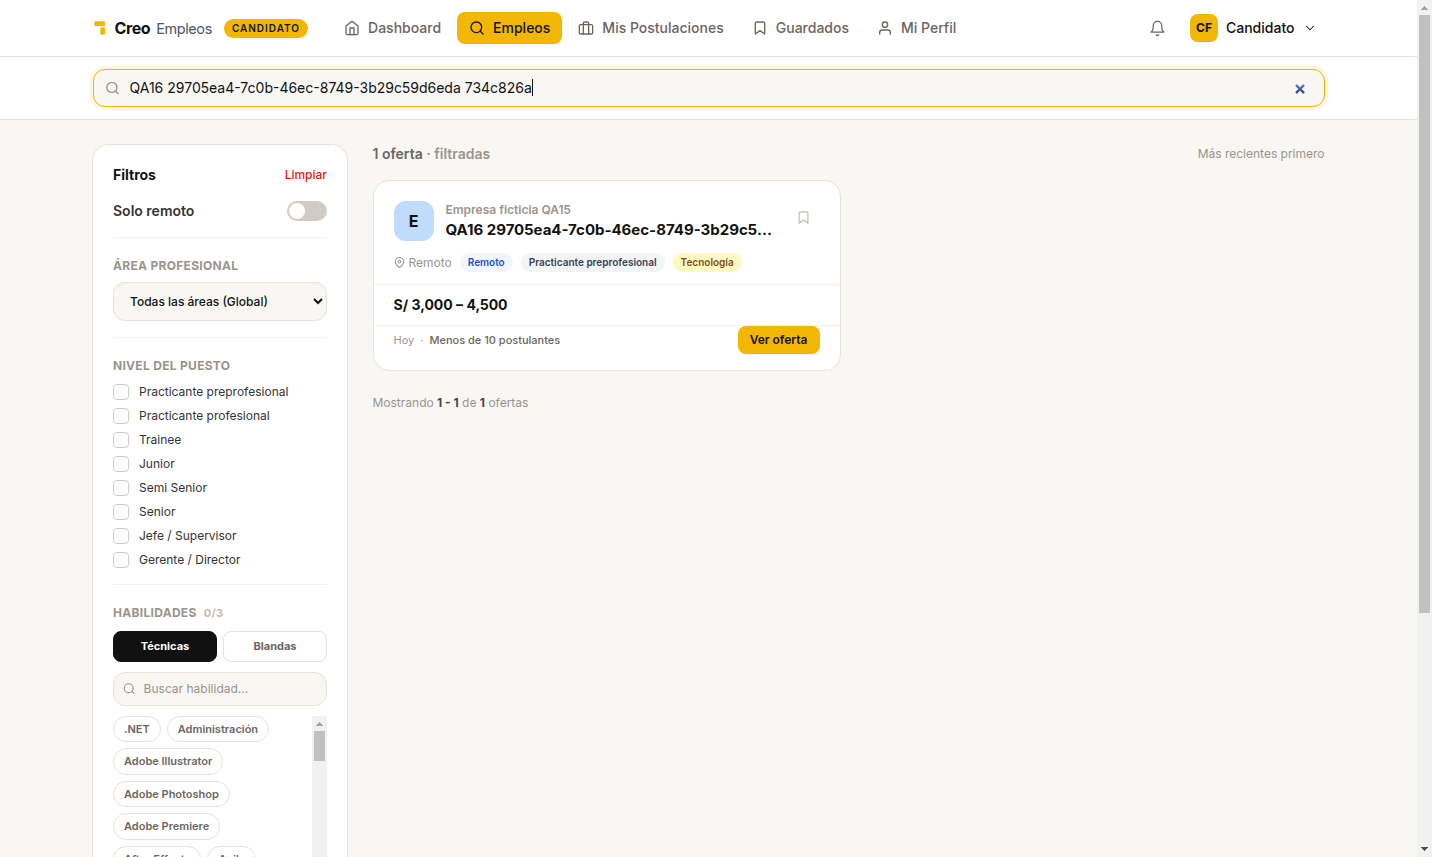 Creo Empleos CANDIDATO Dashboard Empleos Mis Postulaciones Guardados Mi Perfil CF Candidato
QA16 29705ea4-7c0b-46ec-8749-3b29c59d6eda 734c826a
Filtros Limpiar
Solo remoto
ÁREA PROFESIONAL
Todas las áreas (Global)
NIVEL DEL PUESTO
Practicante preprofesional
Practicante profesional
Trainee
Junior
Semi Senior
Senior
Jefe / Supervisor
Gerente / Director
HABILIDADES 0/3
Técnicas Blandas
Buscar habilidad...
.NET Administración
Adobe Illustrator
Adobe Photoshop
Adobe Premiere
1 oferta · filtradas Más recientes primero
E
Empresa ficticia QA15
QA16 29705ea4-7c0b-46ec-8749-3b29c5...
Remoto Remoto Practicante preprofesional Tecnología
S/ 3,000 – 4,500
Hoy · Menos de 10 postulantes Ver oferta
Mostrando 1 - 1 de 1 ofertas